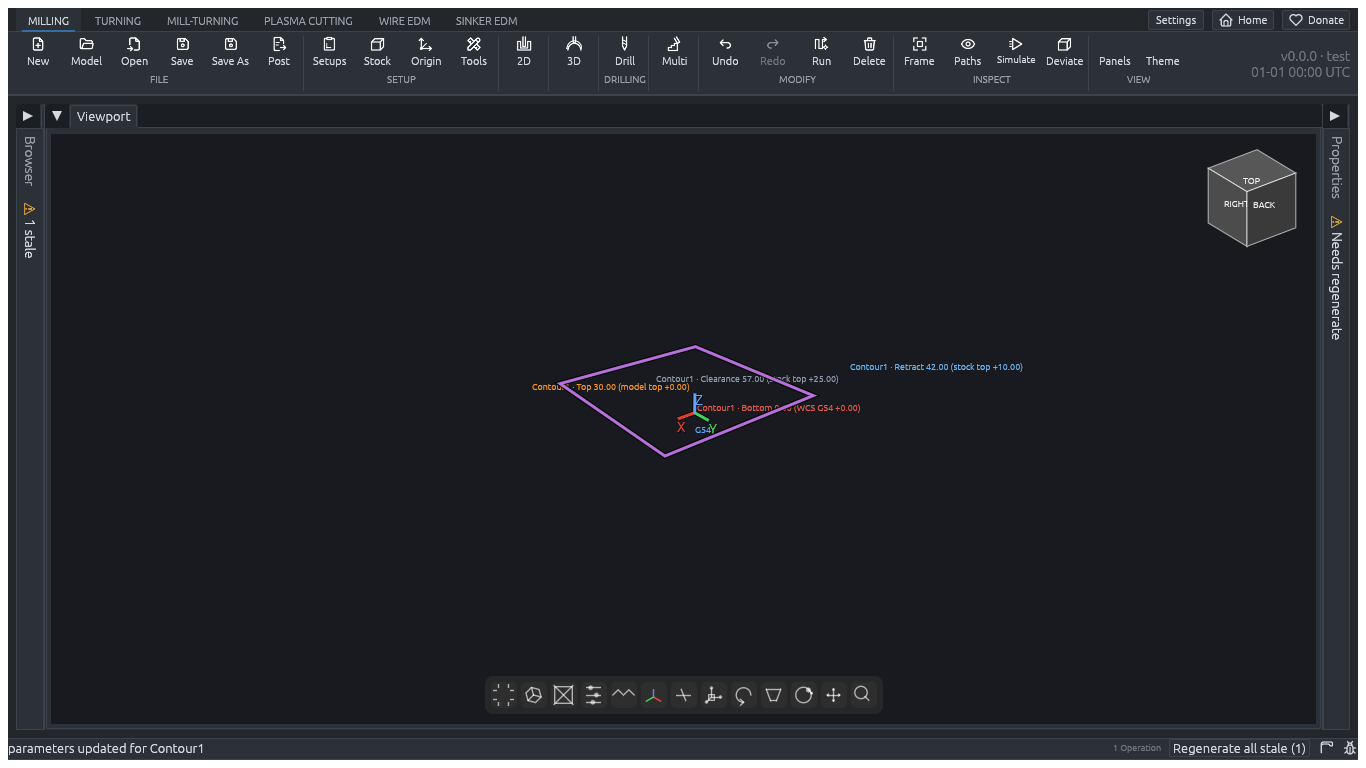 MILLING TURNING MILL-TURNING PLASMA CUTTING WIRE EDM SINKER EDM Settings Home Donate
New Model Open Save Save As Post Setups Stock Origin Tools 2D 3D Drill Multi Undo Redo Run Delete Frame Paths Simulate Deviate Panels Theme
v0.0.0 · test
01-01 00:00 UTC
FILE SETUP DRILLING MODIFY INSPECT VIEW
Viewport
Browser
1 stale
Properties
Needs regenerate
TOP
RIGHT BACK
Contour1 · Retract 42.00 (stock top +10.00)
Contour1 · Clearance 57.00 (stock top +25.00)
Contour1 · Top 30.00 (model top +0.00)
Z
Contour1 · Bottom (WCS G54 +0.00)
X G54 Y
parameters updated for Contour1 1 Operation Regenerate all stale (1)